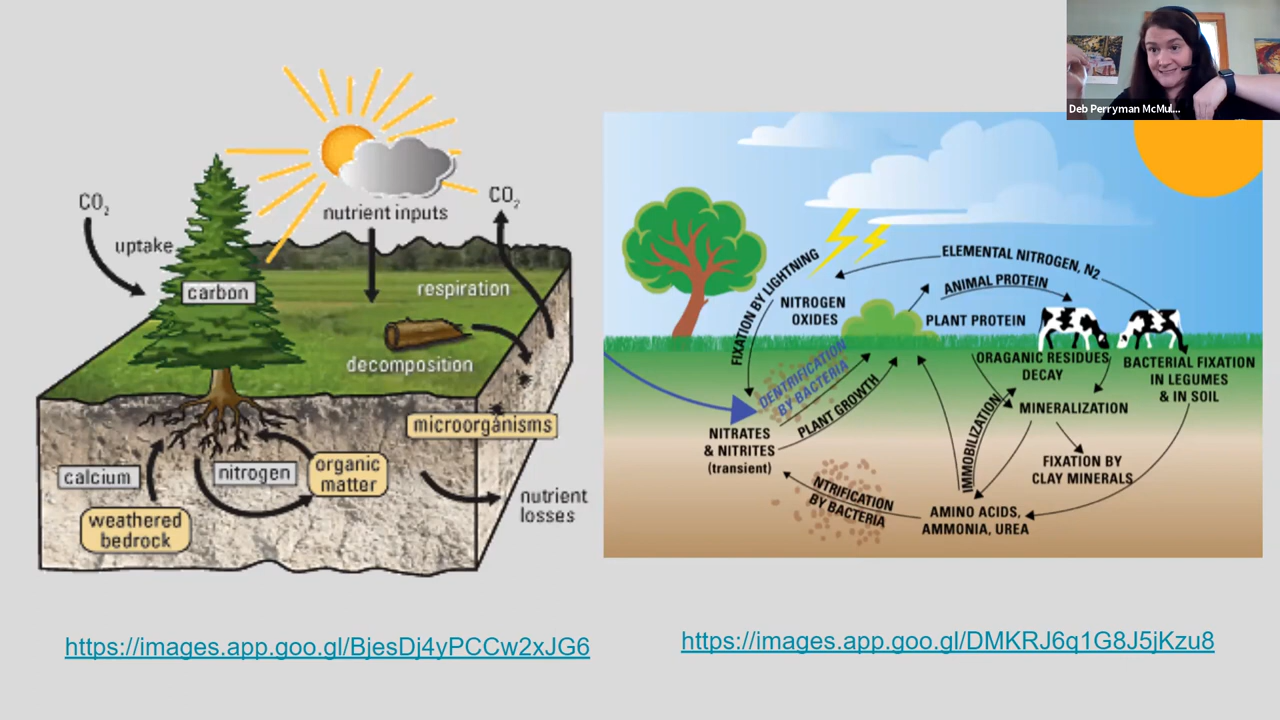 Deb Perryman McMul...
CO₂
uptake
carbon
nutrient inputs
CO₂
respiration
decomposition
microorganisms
calcium
nitrogen
organic
matter
weathered
bedrock
nutrient
losses
ELEMENTAL NITROGEN, N₂
FIXATION BY LIGHTNING
NITROGEN
OXIDES
ANIMAL PROTEIN
PLANT PROTEIN
DENTRIFICATION
BY BACTERIA
PLANT GROWTH
ORAGANIC RESIDUES
DECAY
BACTERIAL FIXATION
IN LEGUMES
& IN SOIL
MINERALIZATION
IMMOBILIZATION
NITRATES
& NITRITES
(transient)
FIXATION BY
CLAY MINERALS
NTRIFICATION
BY BACTERIA
AMINO ACIDS,
AMMONIA, UREA
https://images.app.goo.gl/BjesDj4yPCCw2xJG6
https://images.app.goo.gl/DMKRJ6q1G8J5jKzu8